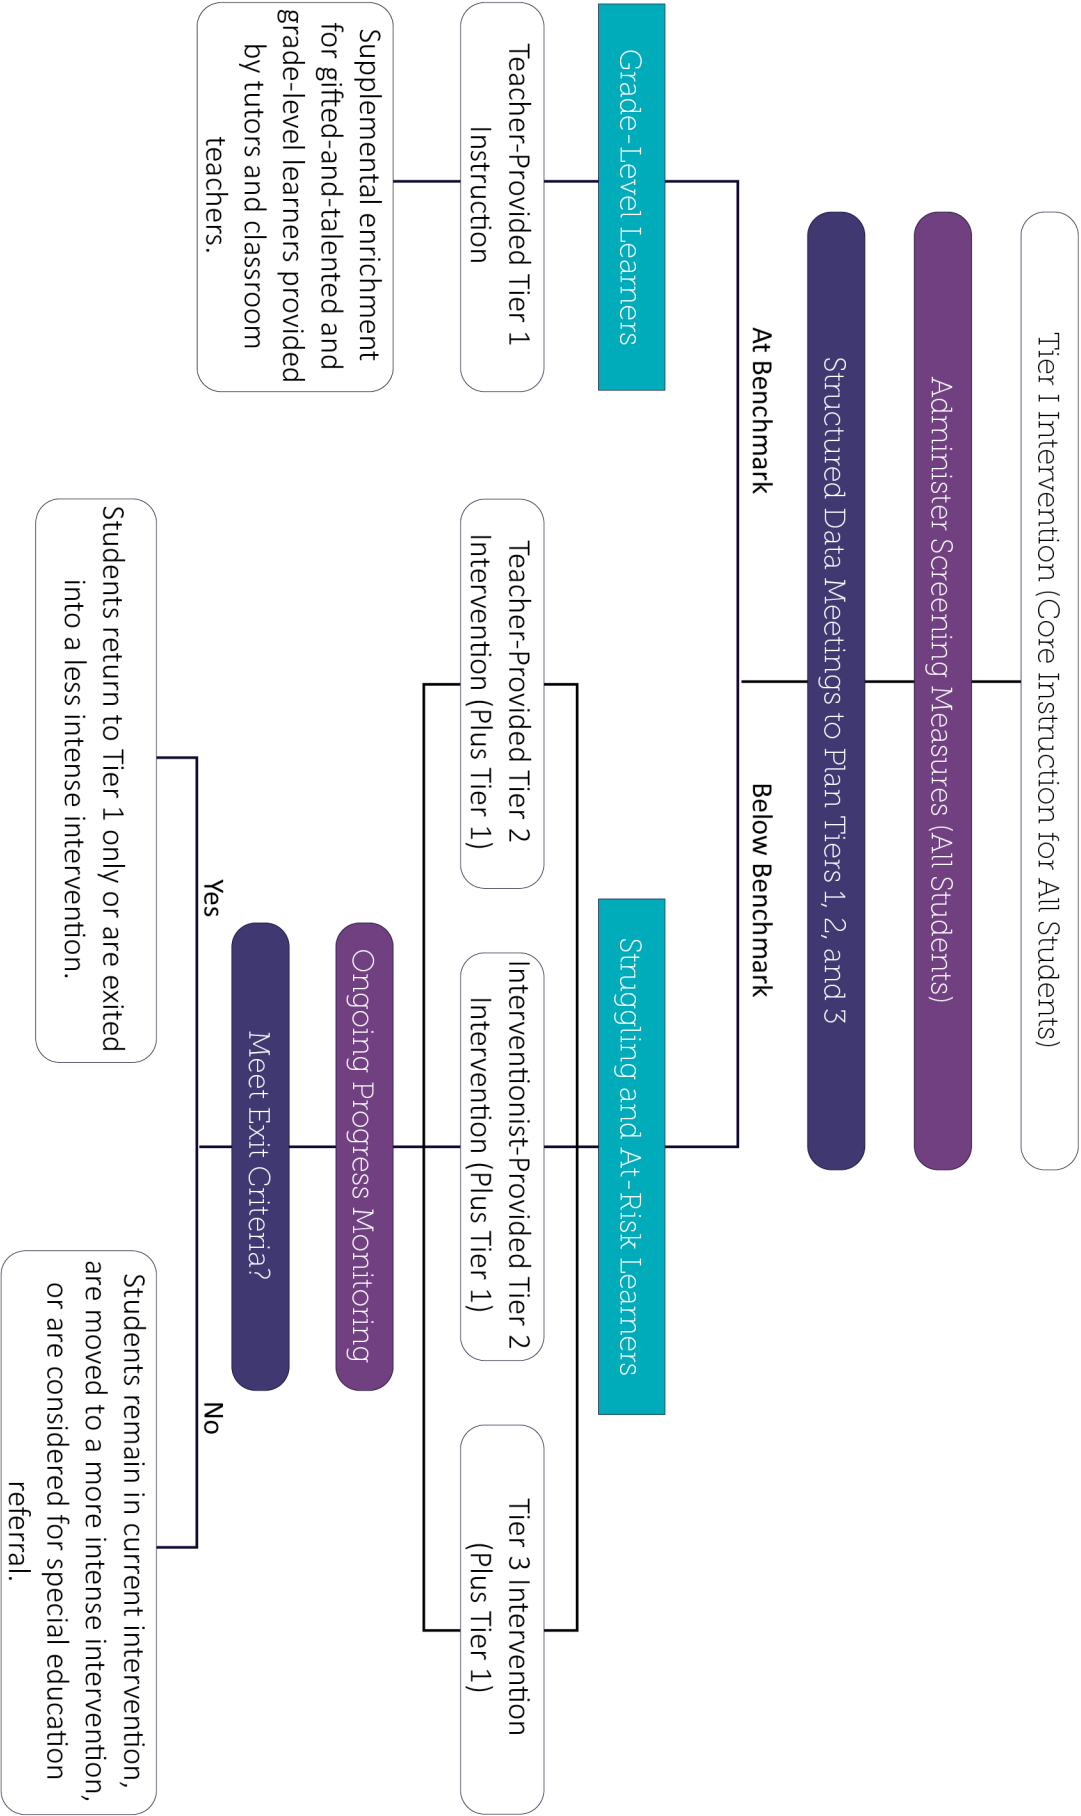 Tier I Intervention (Core Instruction for All Students)
Administer Screening Measures (All Students)
Structured Data Meetings to Plan Tiers 1, 2, and 3
At Benchmark
Below Benchmark
Grade-Level Learners
Struggling and At-Risk Learners
Teacher-Provided Tier 1
Instruction
Teacher-Provided Tier 2
Intervention (Plus Tier 1)
Interventionist-Provided Tier 2
Intervention (Plus Tier 1)
Tier 3 Intervention
(Plus Tier 1)
Supplemental enrichment
for gifted-and-talented and
grade-level learners provided
by tutors and classroom
teachers.
Ongoing Progress Monitoring
Meet Exit Criteria?
Yes
No
Students return to Tier 1 only or are exited
into a less intense intervention.
Students remain in current intervention,
are moved to a more intense intervention,
or are considered for special education
referral.